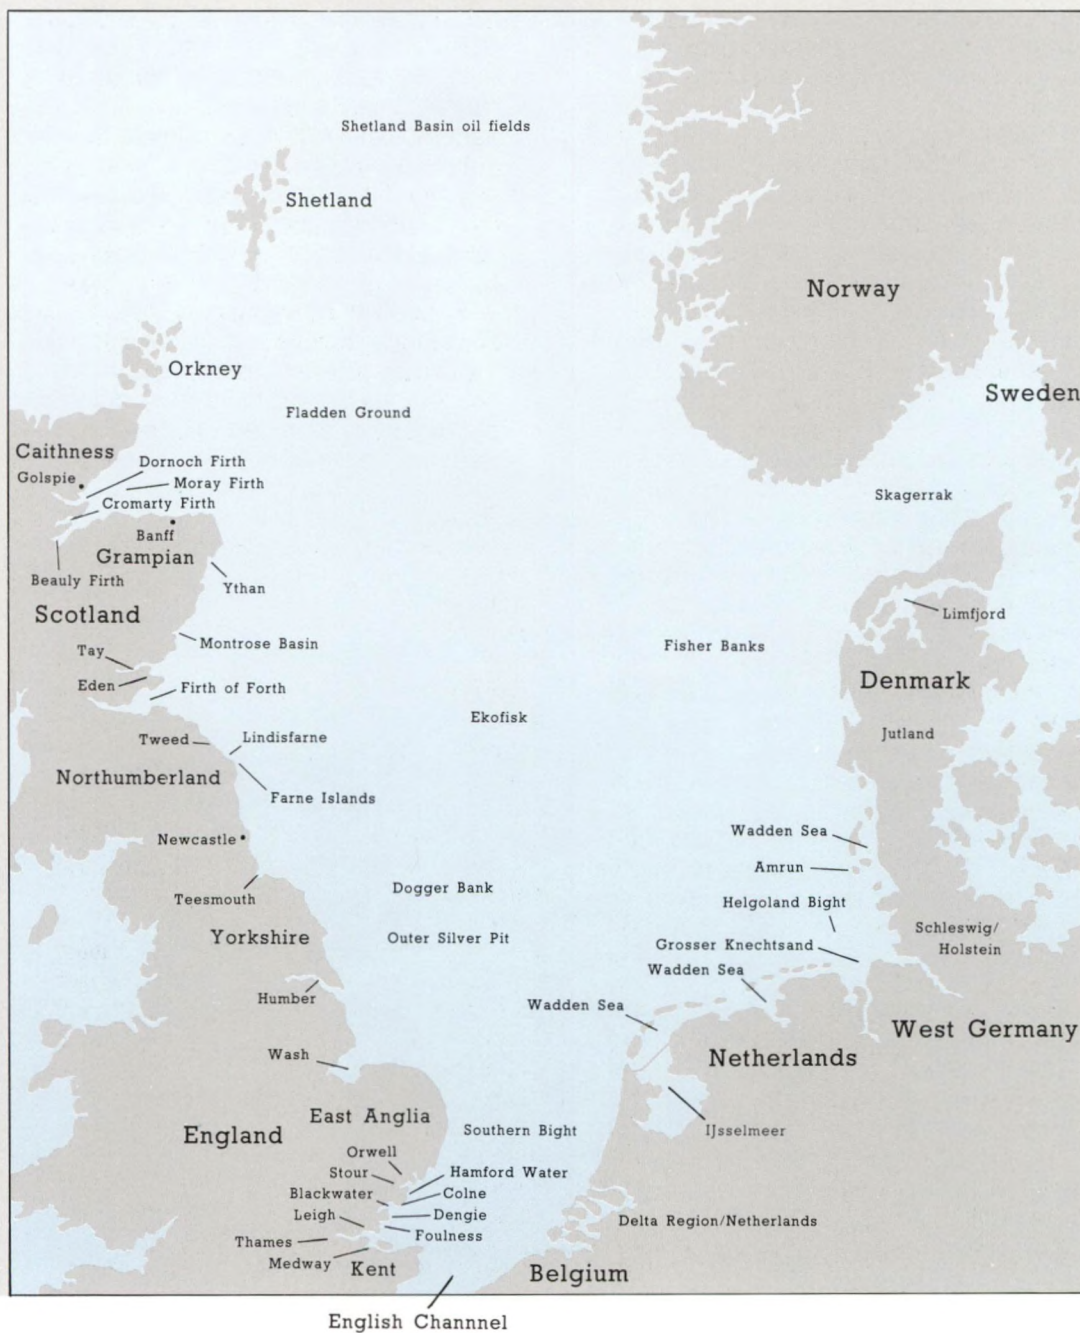 Shetland Basin oil fields
Shetland
Norway
Orkney
Sweden
Fladden Ground
Caithness
Dornoch Firth
Golspie
Moray Firth
Skagerrak
Cromarty Firth
Banff
Grampian
Beauly Firth
Ythan
Scotland
Limfjord
Montrose Basin
Fisher Banks
Tay
Denmark
Eden
Firth of Forth
Ekofisk
Jutland
Tweed
Lindisfarne
Northumberland
Farne Islands
Wadden Sea
Newcastle
Amrun
Dogger Bank
Teesmouth
Helgoland Bight
Schleswig/
Holstein
Yorkshire
Outer Silver Pit
Grosser Knechtsand
Wadden Sea
Humber
Wadden Sea
West Germany
Wash
Netherlands
East Anglia
England
Southern Bight
IJsselmeer
Orwell
Stour
Hamford Water
Blackwater
Colne
Leigh
Dengie
Delta Region/Netherlands
Foulness
Thames
Medway
Kent
Belgium
English Channnel